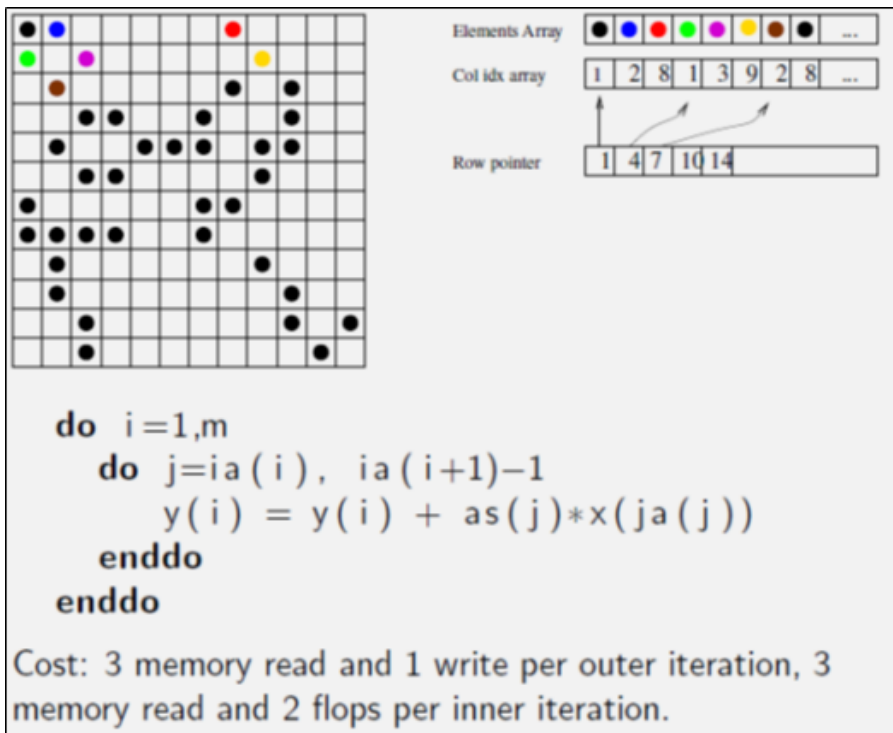 Elements Array ...
Col idx array 1 2 8 1 3 9 2 8 ...
Row pointer 1 4 7 10 14
do i=1,m
do j=ia(i), ia(i+1)-1
y(i) = y(i) + as(j)*x(ja(j))
enddo
enddo
Cost: 3 memory read and 1 write per outer iteration, 3
memory read and 2 flops per inner iteration.